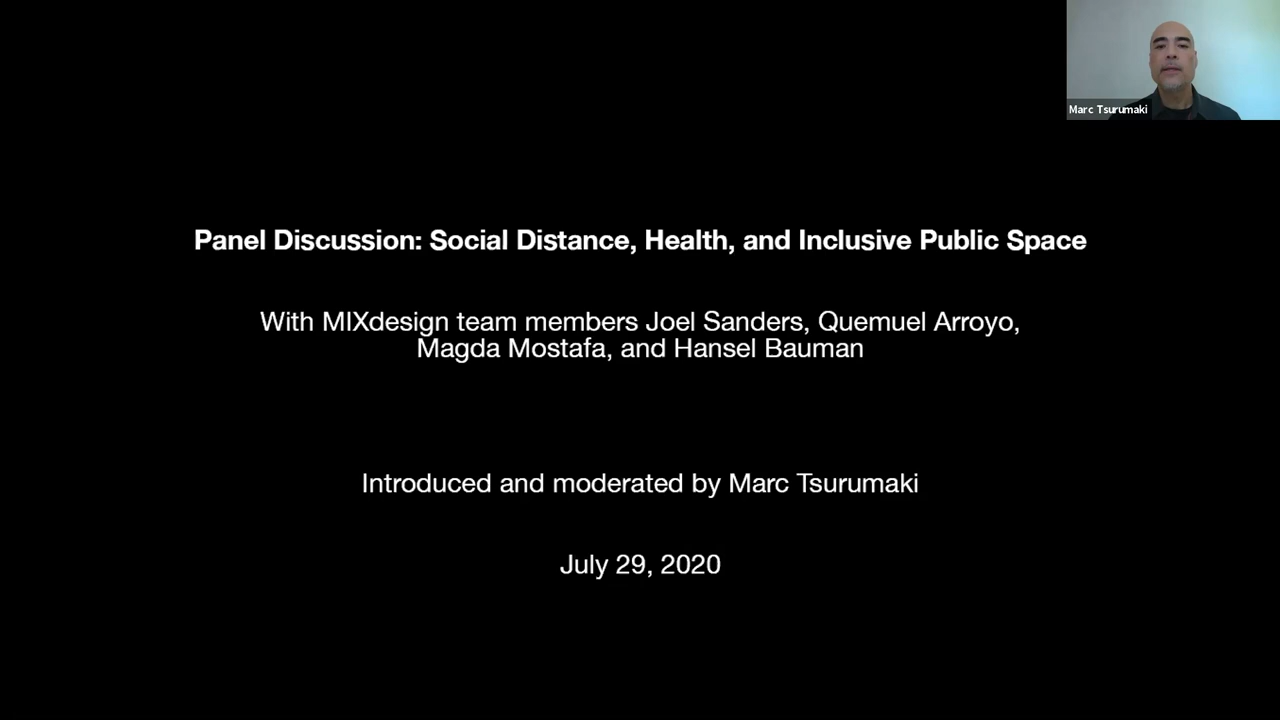 Marc Tsurumaki
Panel Discussion: Social Distance, Health, and Inclusive Public Space
With MIXdesign team members Joel Sanders, Quemuel Arroyo,
Magda Mostafa, and Hansel Bauman
Introduced and moderated by Marc Tsurumaki
July 29, 2020